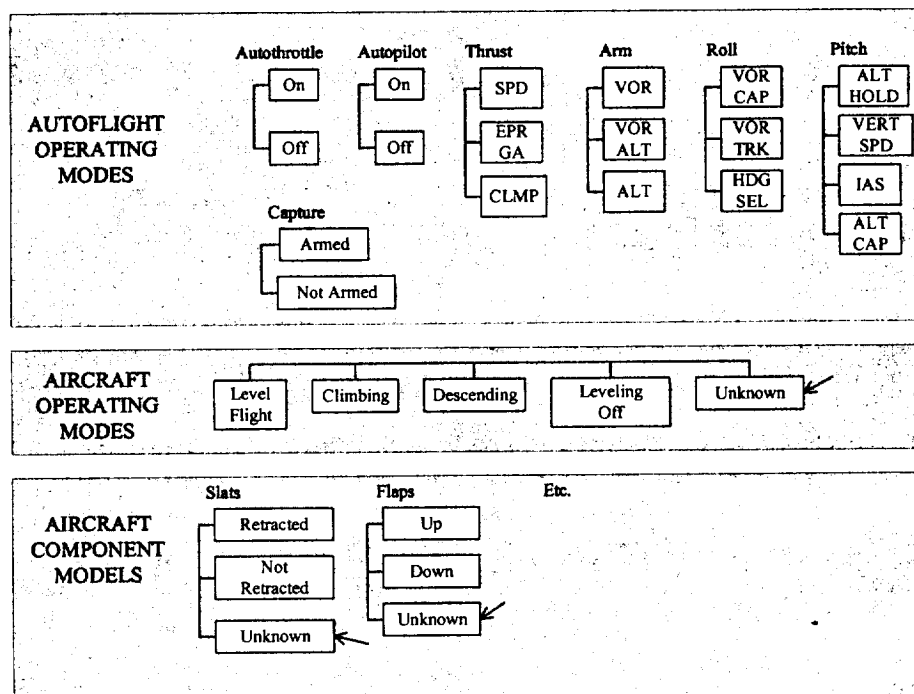 Autothrottle Autopilot Thrust Arm Roll Pitch
On On SPD VOR VOR CAP ALT HOLD
AUTOFLIGHT OPERATING MODES
Off Off EPR GA VOR ALT VOR TRK VERT SPD
CLMP ALT HDG SEL IAS
Capture
Armed ALT CAP
Not Armed
AIRCRAFT OPERATING MODES
Level Flight Climbing Descending Leveling Off Unknown
Slats Flaps Etc.
AIRCRAFT COMPONENT MODELS
Retracted Up
Not Retracted Down
Unknown Unknown